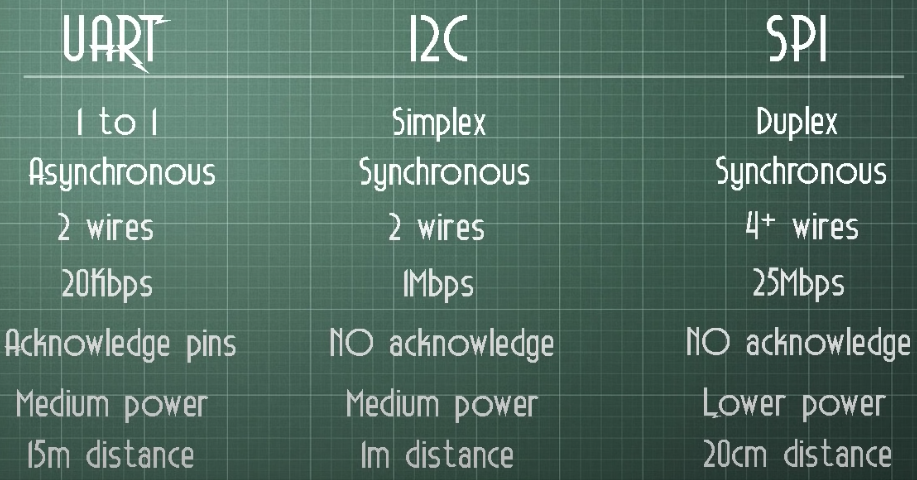 UART I2C SPI
1 to 1 Simplex Duplex
Asynchronous Synchronous Synchronous
2 wires 2 wires 4+ wires
20Kbps 1Mbps 25Mbps
Acknowledge pins NO acknowledge NO acknowledge
Medium power Medium power Lower power
15m distance 1m distance 20cm distance